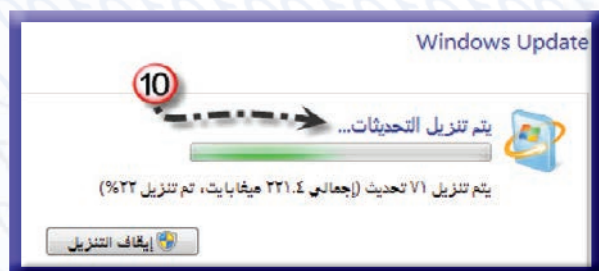 Windows Update
10
يتم تنزيل التحديثات...
يتم تنزيل ٧١ تحديث (إجمالي ٢٢١.٤ ميغابايت، تم تنزيل ٢٢%)
إيقاف التنزيل